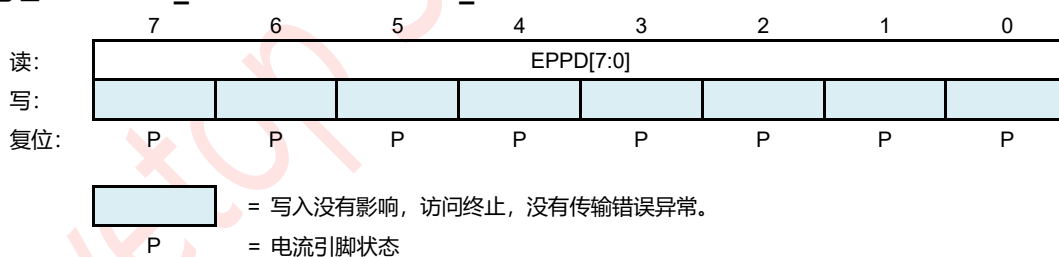 7 6 5 4 3 2 1 0
读: EPPD[7:0]
写:
复位: P P P P P P P P
= 写入没有影响，访问终止，没有传输错误异常。
P = 电流引脚状态